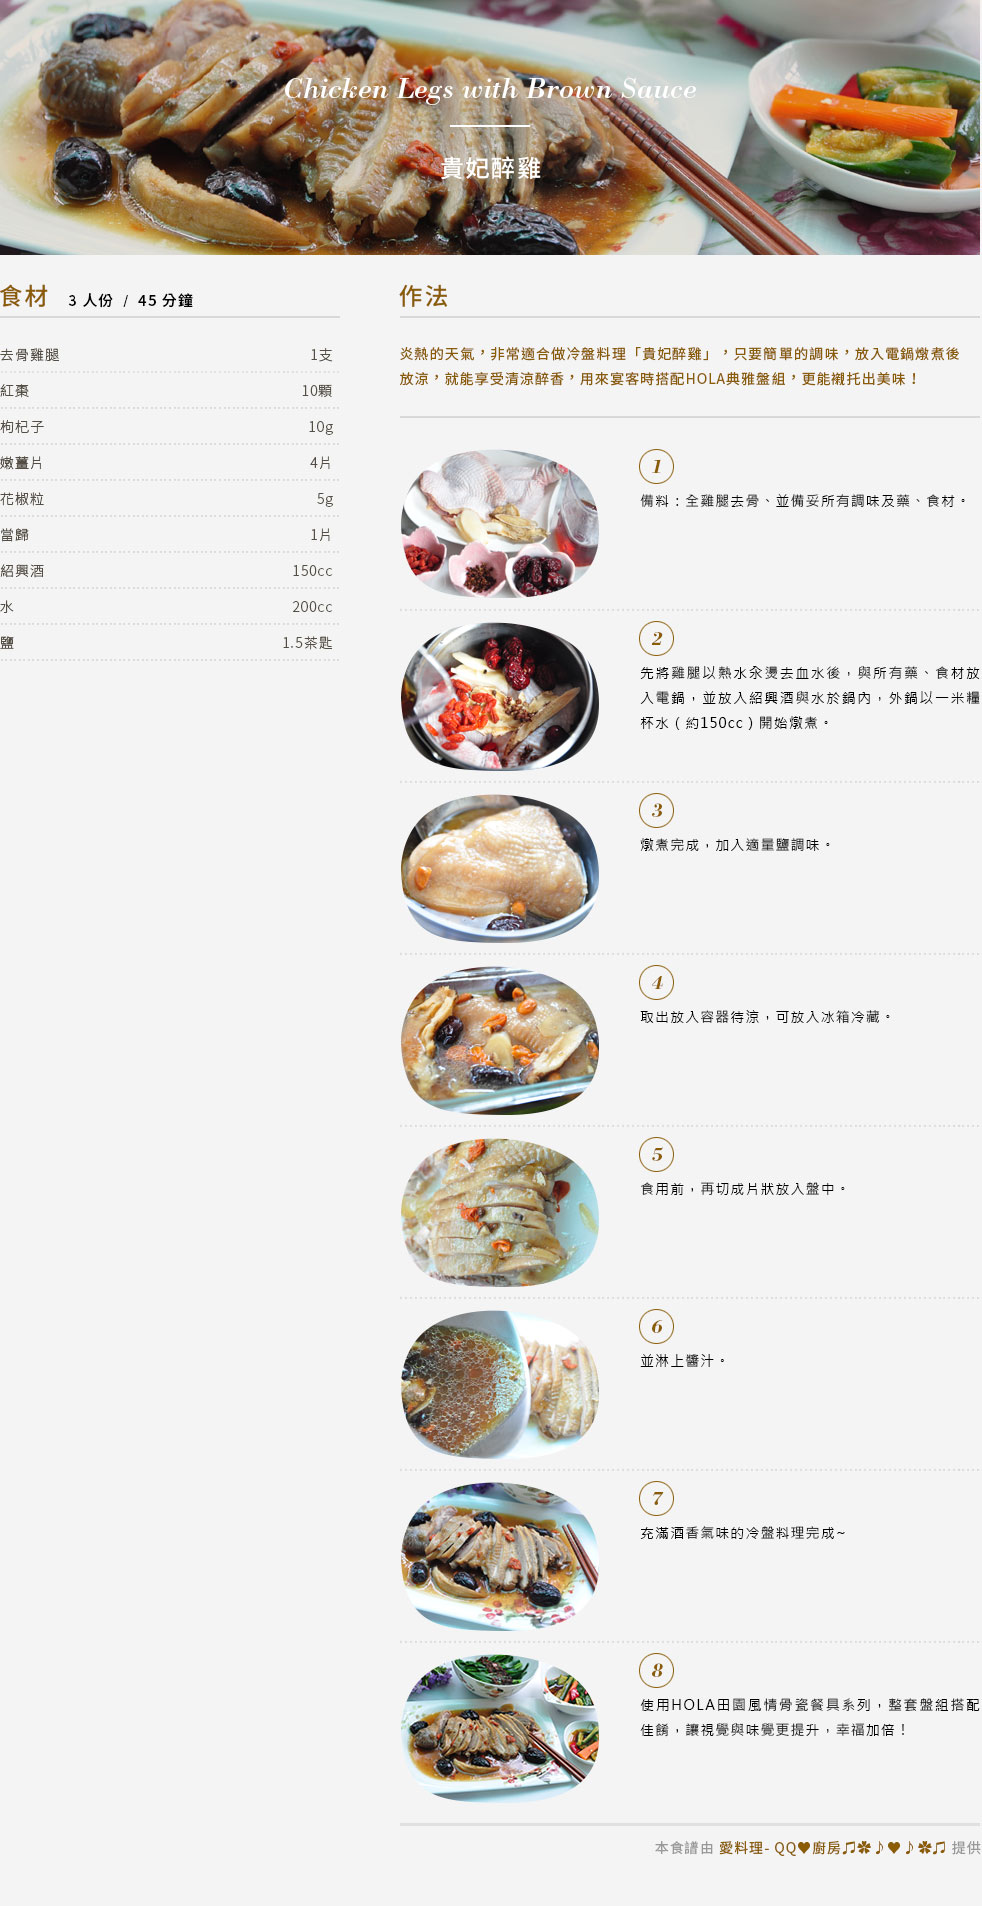 Chicken Legs with Brown Sauce
貴妃醉雞
食材 3 人份 / 45 分鐘
去骨雞腿 1支
紅棗 10顆
枸杞子 10g
嫩薑片 4片
花椒粒 5g
當歸 1片
紹興酒 150cc
水 200cc
鹽 1.5茶匙
作法
炎熱的天氣，非常適合做冷盤料理「貴妃醉雞」，只要簡單的調味，放入電鍋燉煮後
放涼，就能享受清涼醉香，用來宴客時搭配HOLA典雅盤組，更能襯托出美味！
1
備料：全雞腿去骨、並備妥所有調味及藥、食材。
2
先將雞腿以熱水汆燙去血水後，與所有藥、食材放
入電鍋，並放入紹興酒與水於鍋內，外鍋以一米糧
杯水（約150cc）開始燉煮。
3
燉煮完成，加入適量鹽調味。
4
取出放入容器待涼，可放入冰箱冷藏。
5
食用前，再切成片狀放入盤中。
6
並淋上醬汁。
7
充滿酒香氣味的冷盤料理完成~
8
使用HOLA田園風情骨瓷餐具系列，整套盤組搭配
佳餚，讓視覺與味覺更提升，幸福加倍！
本食譜由 愛料理- QQ♥廚房♫✽♪♥♪✽♫ 提供